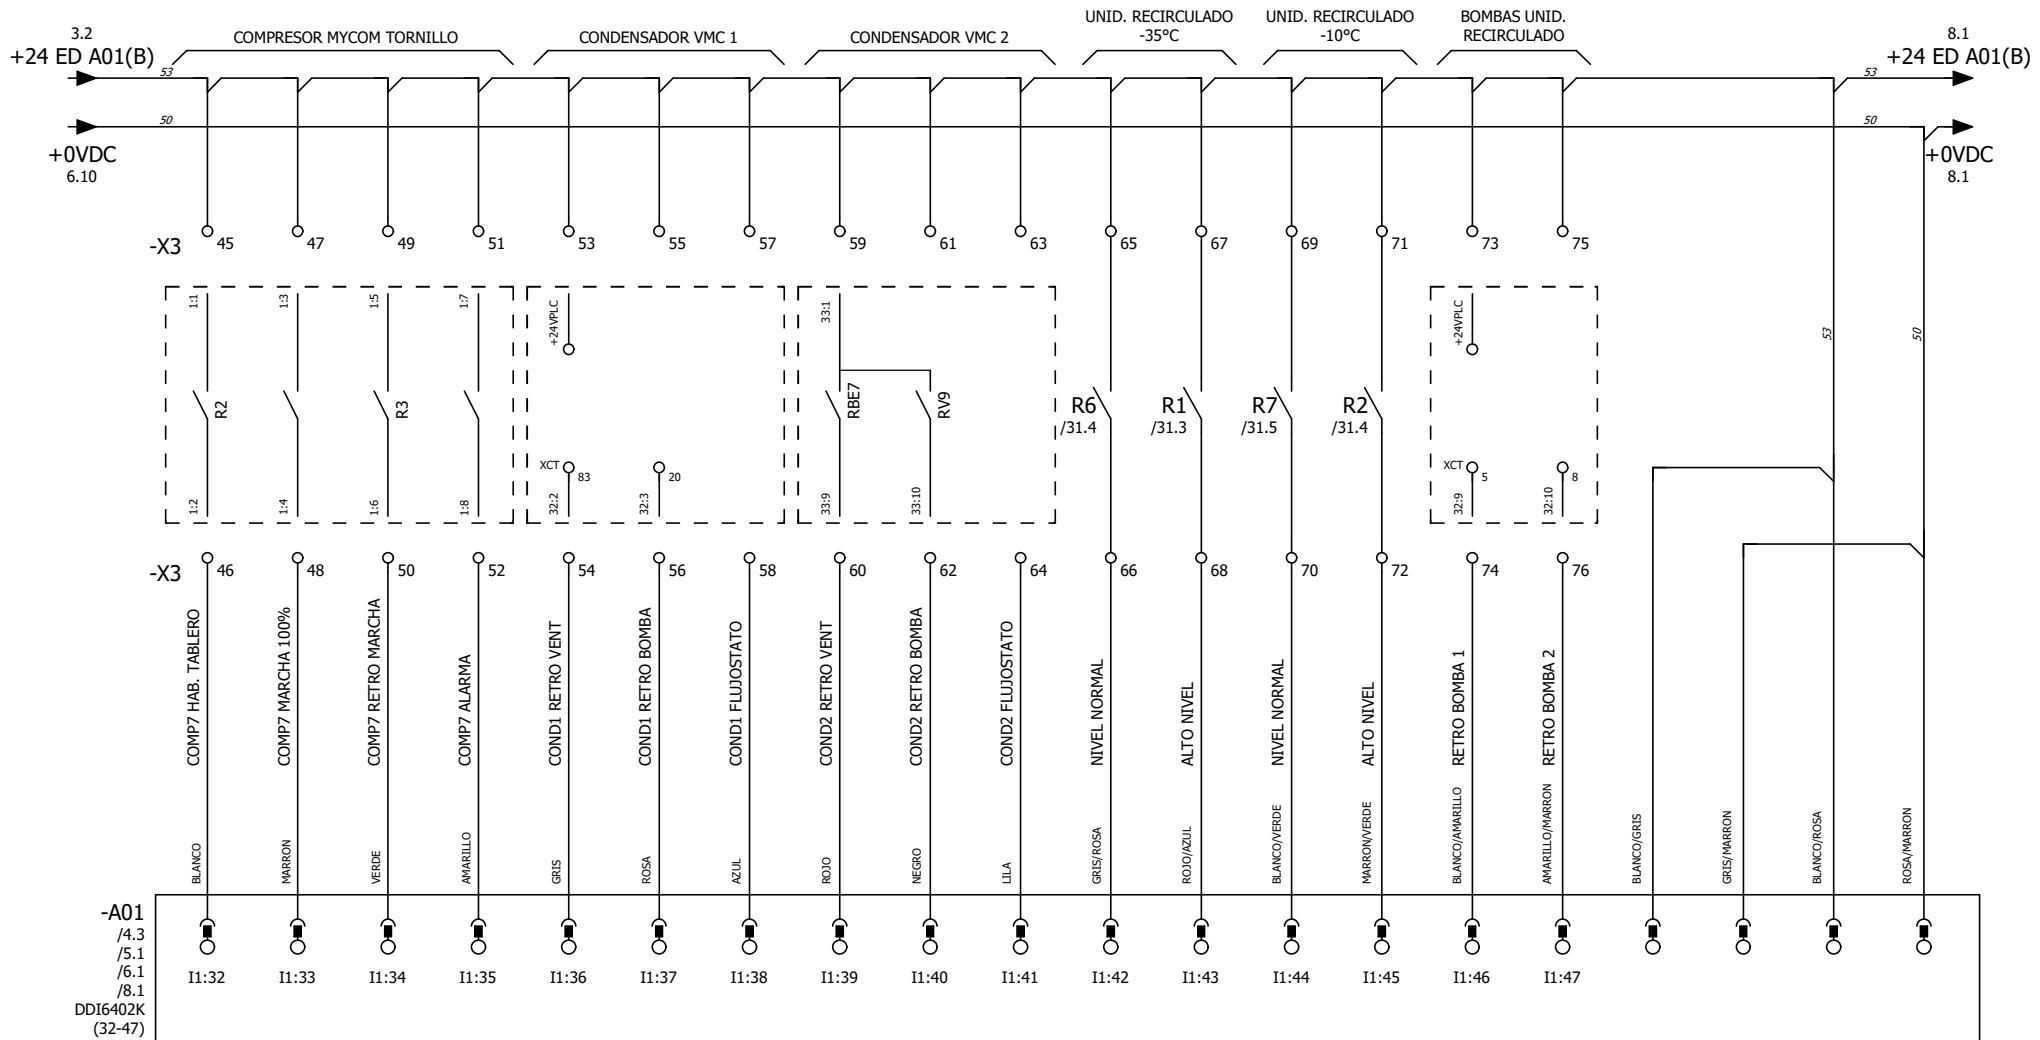 3.2
+24 ED A01(B)
53
COMPRESOR MYCOM TORNILLO
CONDENSADOR VMC 1
CONDENSADOR VMC 2
UNID. RECIRCULADO
-35°C
UNID. RECIRCULADO
-10°C
BOMBAS UNID.
RECIRCULADO
8.1
+24 ED A01(B)
53
50
50
+0VDC
6.10
+0VDC
8.1
-X3
45
47
49
51
53
55
57
59
61
63
65
67
69
71
73
75
1:1
1:3
1:5
1:7
+24VPLC
33:1
+24VPLC
53
50
R2
R3
RBE7
RV9
R6
/31.4
R1
/31.3
R7
/31.5
R2
/31.4
XCT
83
20
XCT
5
8
1:2
1:4
1:6
1:8
32:2
32:3
33:9
33:10
32:9
32:10
-X3
46
48
50
52
54
56
58
60
62
64
66
68
70
72
74
76
COMP7 HAB. TABLERO
COMP7 MARCHA 100%
COMP7 RETRO MARCHA
COMP7 ALARMA
COND1 RETRO VENT
COND1 RETRO BOMBA
COND1 FLUJOSTATO
COND2 RETRO VENT
COND2 RETRO BOMBA
COND2 FLUJOSTATO
NIVEL NORMAL
ALTO NIVEL
NIVEL NORMAL
ALTO NIVEL
RETRO BOMBA 1
RETRO BOMBA 2
BLANCO
MARRON
VERDE
AMARILLO
GRIS
ROSA
AZUL
ROJO
NEGRO
LILA
GRIS/ROSA
ROJO/AZUL
BLANCO/VERDE
MARRON/VERDE
BLANCO/AMARILLO
AMARILLO/MARRON
BLANCO/GRIS
GRIS/MARRON
BLANCO/ROSA
ROSA/MARRON
-A01
/4.3
/5.1
/6.1
/8.1
DDI6402K
(32-47)
I1:32
I1:33
I1:34
I1:35
I1:36
I1:37
I1:38
I1:39
I1:40
I1:41
I1:42
I1:43
I1:44
I1:45
I1:46
I1:47